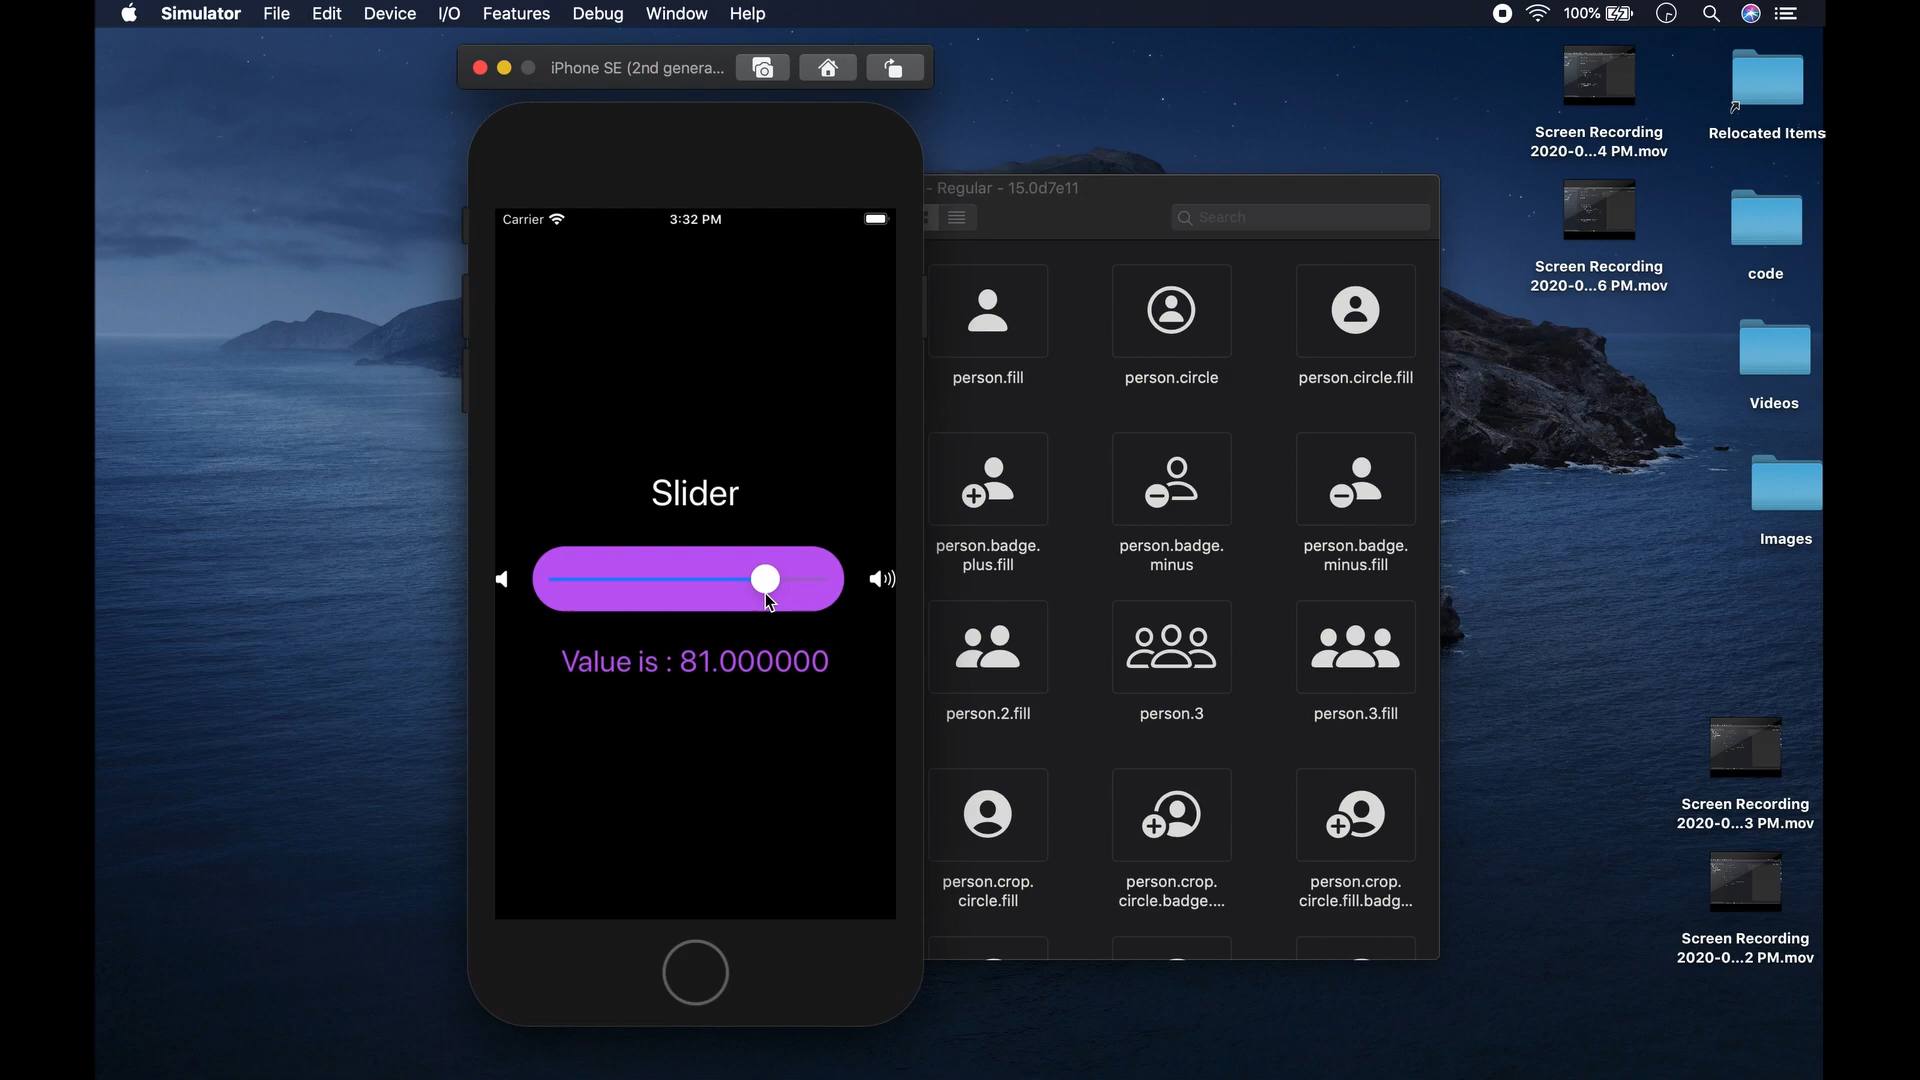 Simulator File Edit Device I/O Features Debug Window Help
100%
iPhone SE (2nd genera...
Carrier 3:32 PM
Slider
Value is : 81.000000
- Regular - 15.0d7e11
Search
person.fill
person.circle
person.circle.fill
person.badge.
plus.fill
person.badge.
minus
person.badge.
minus.fill
person.2.fill
person.3
person.3.fill
person.crop.
circle.fill
person.crop.
circle.badge....
person.crop.
circle.fill.badg...
Screen Recording
2020-0...4 PM.mov
Relocated Items
Screen Recording
2020-0...6 PM.mov
code
Videos
Images
Screen Recording
2020-0...3 PM.mov
Screen Recording
2020-0...2 PM.mov